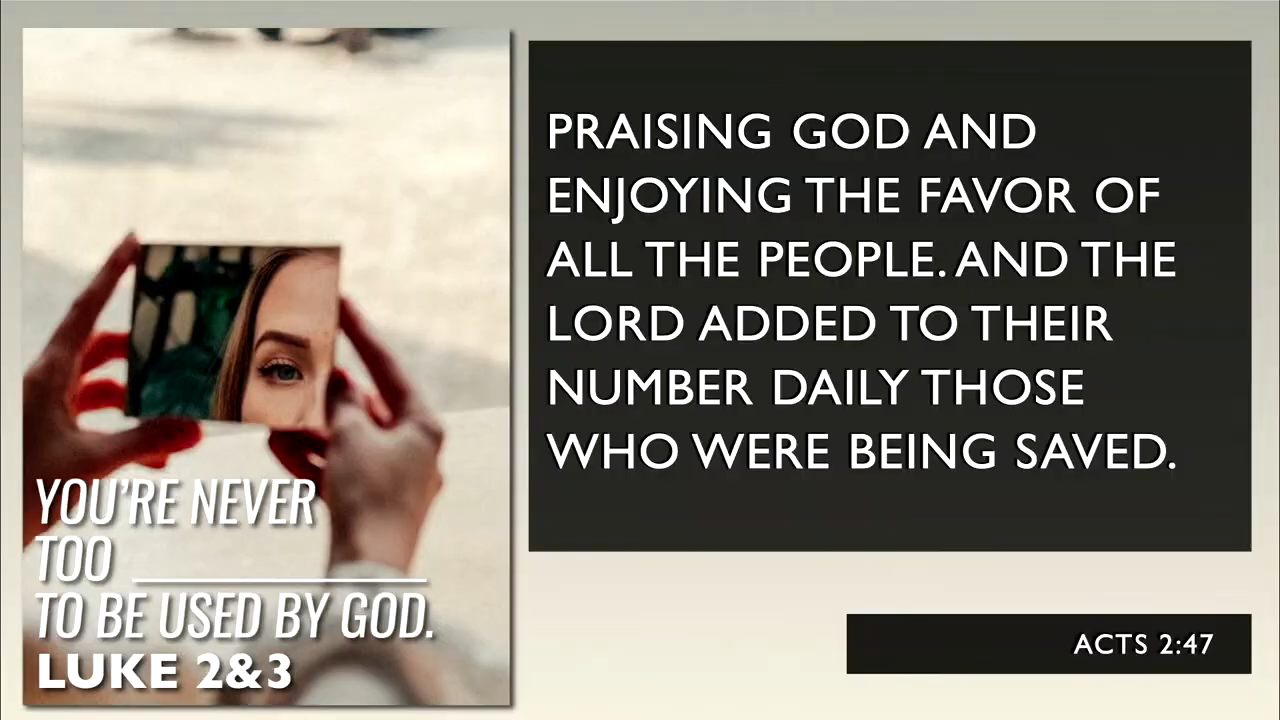 YOU'RE NEVER
TOO ____________
TO BE USED BY GOD.
LUKE 2&3
PRAISING GOD AND
ENJOYING THE FAVOR OF
ALL THE PEOPLE. AND THE
LORD ADDED TO THEIR
NUMBER DAILY THOSE
WHO WERE BEING SAVED.
ACTS 2:47